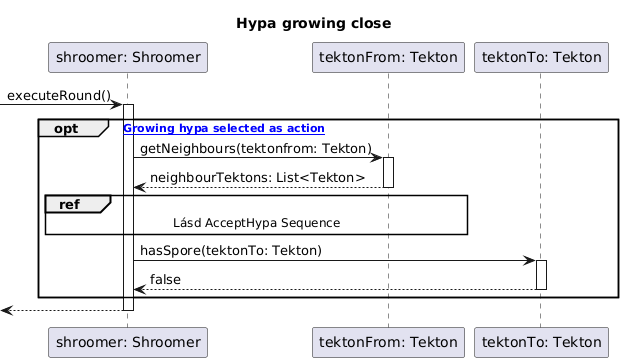 Hypa growing close
shroomer: Shroomer
tektonFrom: Tekton
tektonTo: Tekton
executeRound()
opt
Growing hypa selected as action
getNeighbours(tektonfrom: Tekton)
neighbourTektons: List<Tekton>
ref
Lásd AcceptHypa Sequence
hasSpore(tektonTo: Tekton)
false
shroomer: Shroomer
tektonFrom: Tekton
tektonTo: Tekton